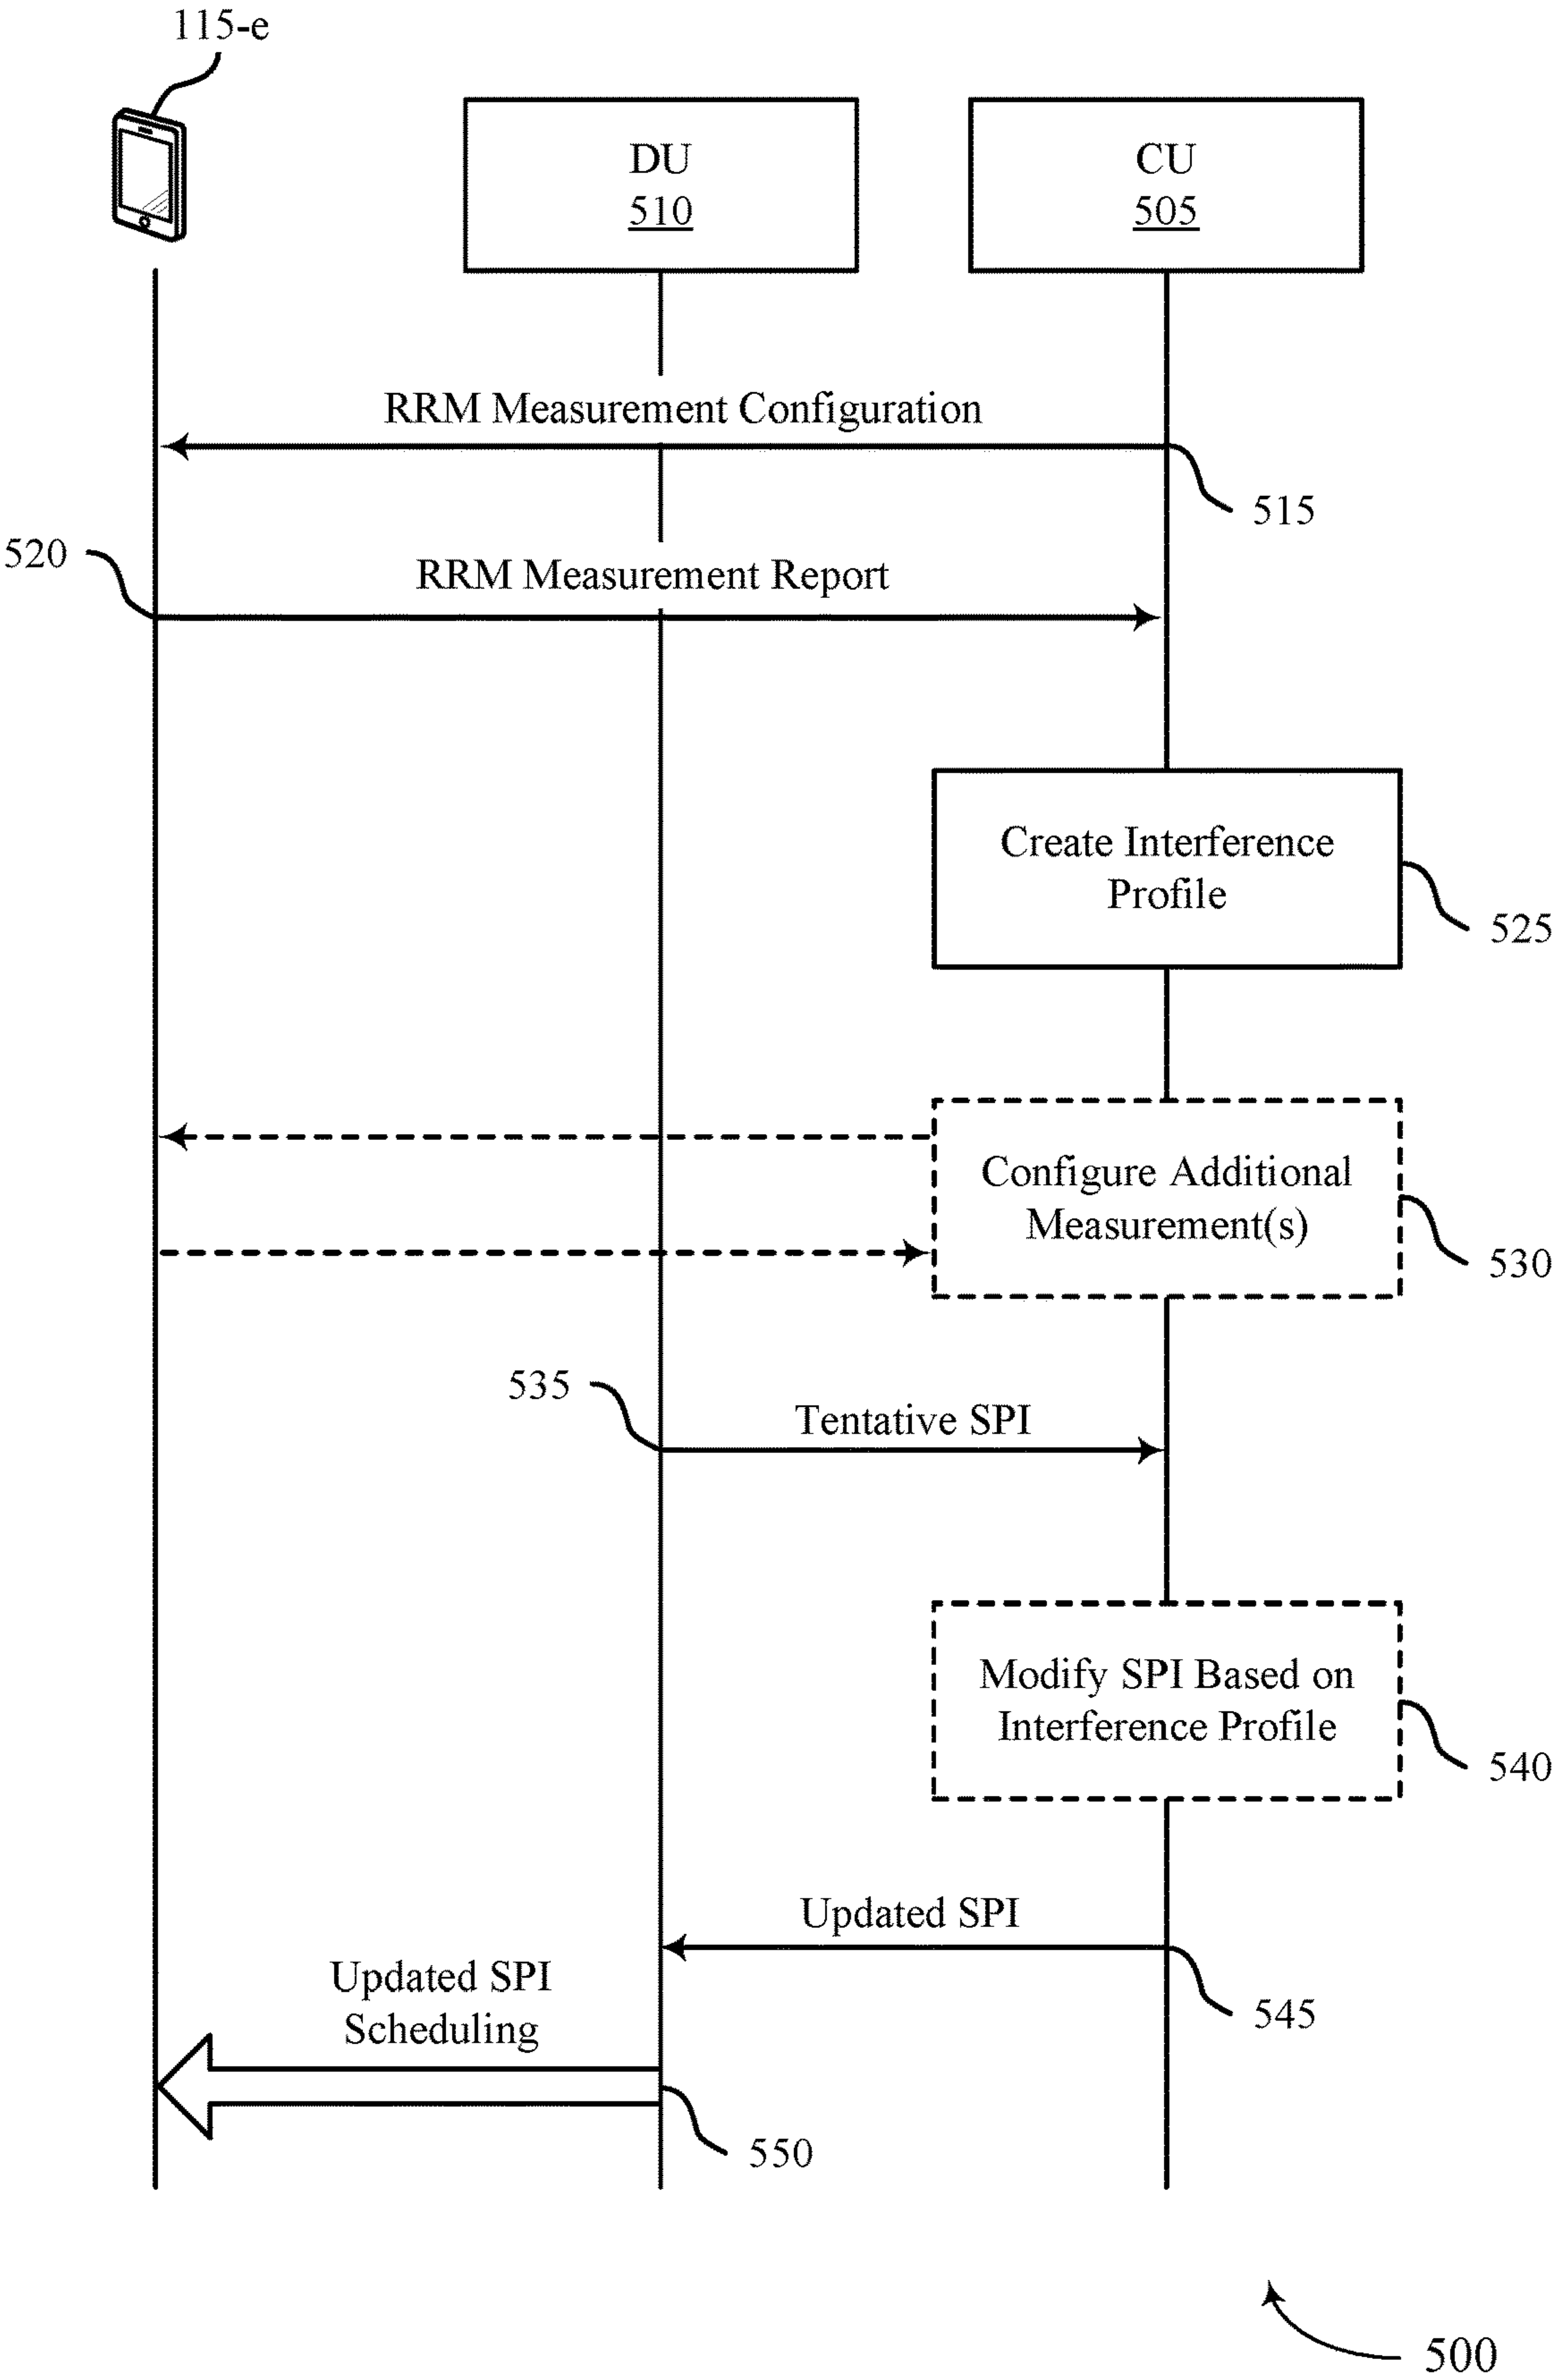 115-e
DU
510
CU
505
RRM Measurement Configuration
515
520
RRM Measurement Report
Create Interference
Profile
525
Configure Additional
Measurement(s)
530
535
Tentative SPI
Modify SPI Based on
Interference Profile
540
Updated SPI
545
Updated SPI
Scheduling
550
500